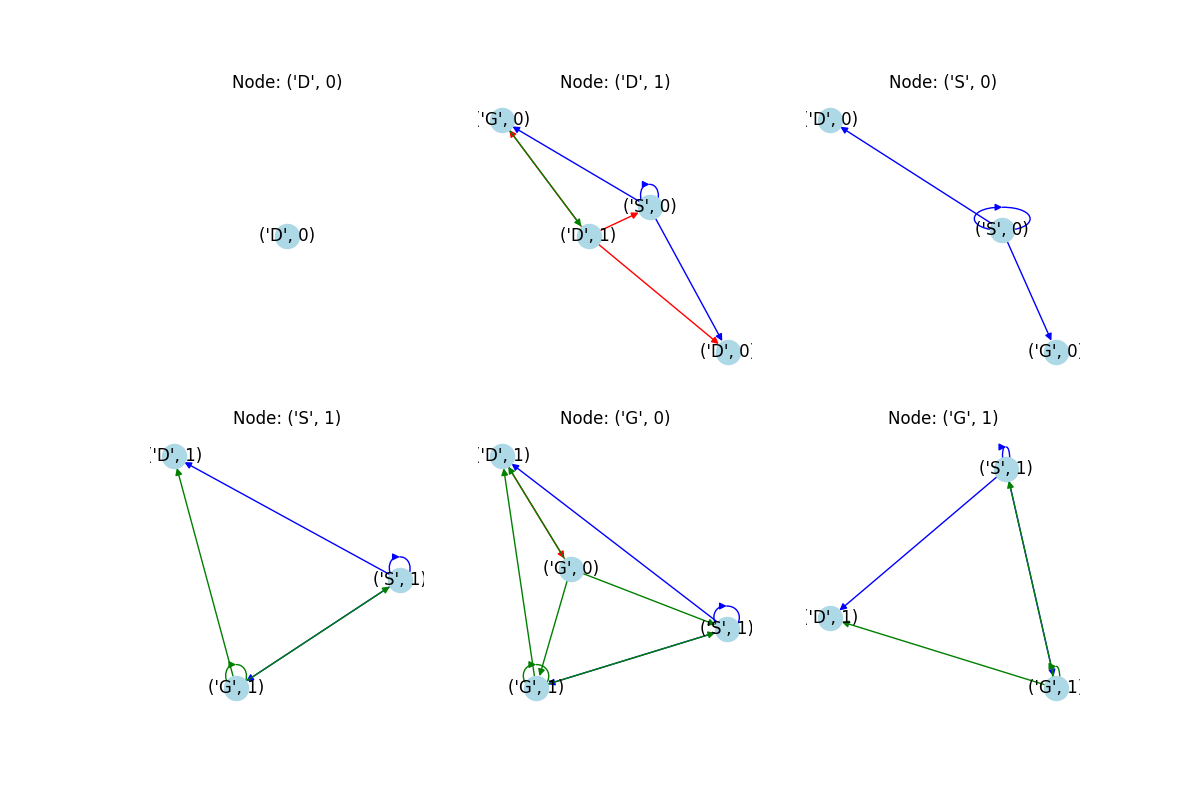 Node: ('D', 0)
('D', 0)
Node: ('D', 1)
'G', 0)
('S', 0)
('D', 1)
('D', 0
Node: ('S', 0)
'D', 0)
('S', 0)
('G', 0
Node: ('S', 1)
'D', 1)
('S', 1)
('G', 1)
Node: ('G', 0)
'D', 1)
('G', 0)
('S', 1)
('G', 1)
Node: ('G', 1)
('S', 1)
'D', 1)
('G', 1